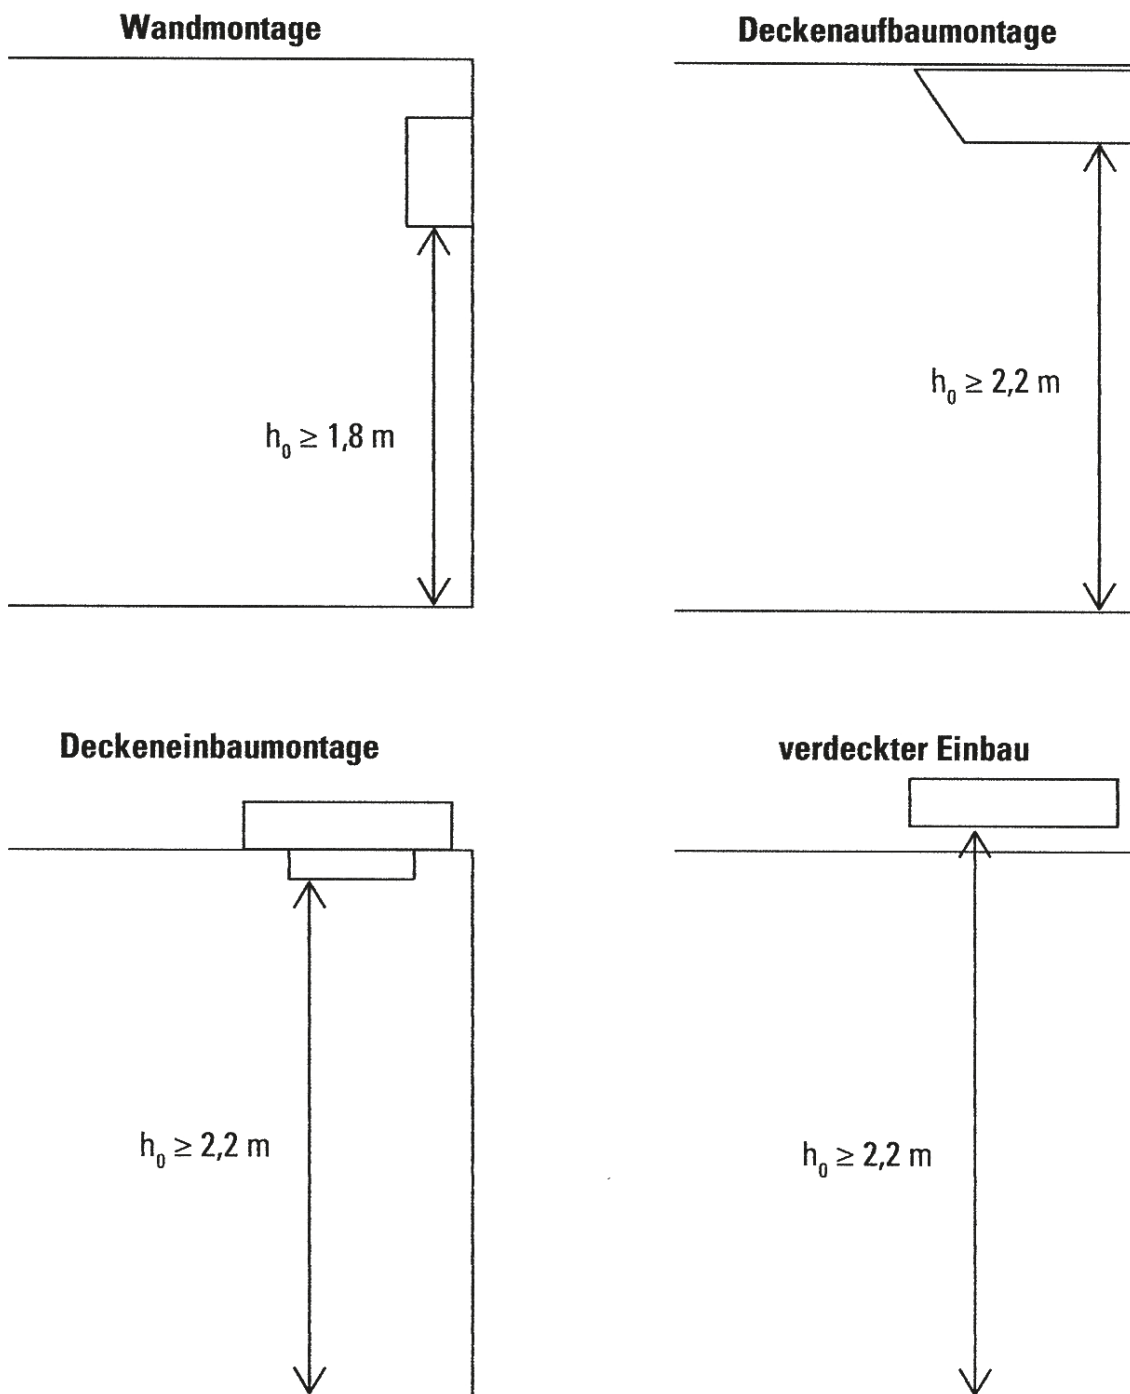 Wandmontage
Deckenaufbaumontage
h₀ ≥ 2,2 m
h₀ ≥ 1,8 m
Deckeneinbaumontage
verdeckter Einbau
h₀ ≥ 2,2 m
h₀ ≥ 2,2 m